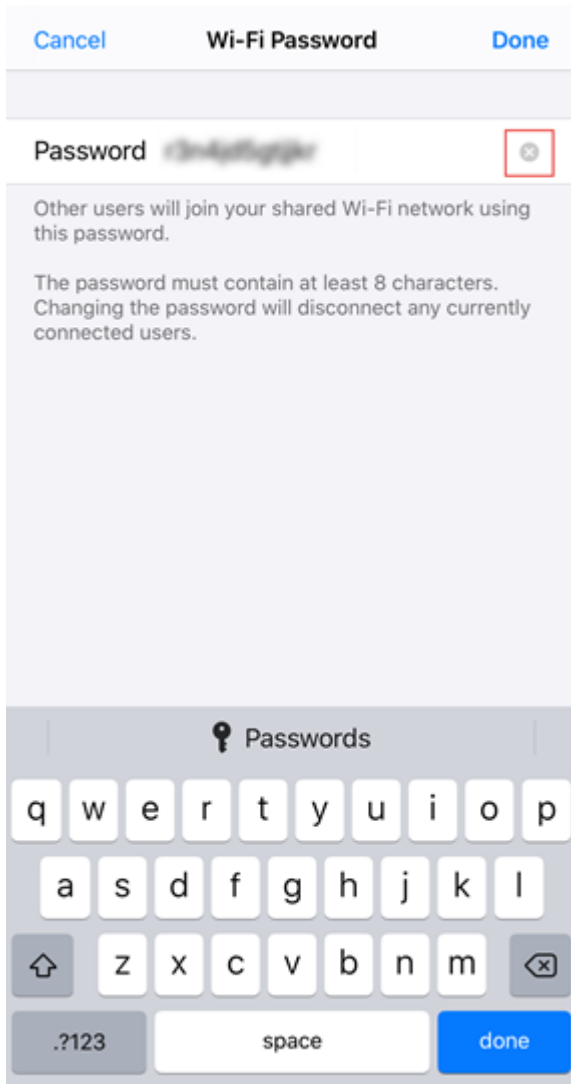 Cancel Wi-Fi Password Done
Password
Other users will join your shared Wi-Fi network using
this password.
The password must contain at least 8 characters.
Changing the password will disconnect any currently
connected users.
Passwords
q w e r t y u i o p
a s d f g h j k l
z x c v b n m
.?123 space done